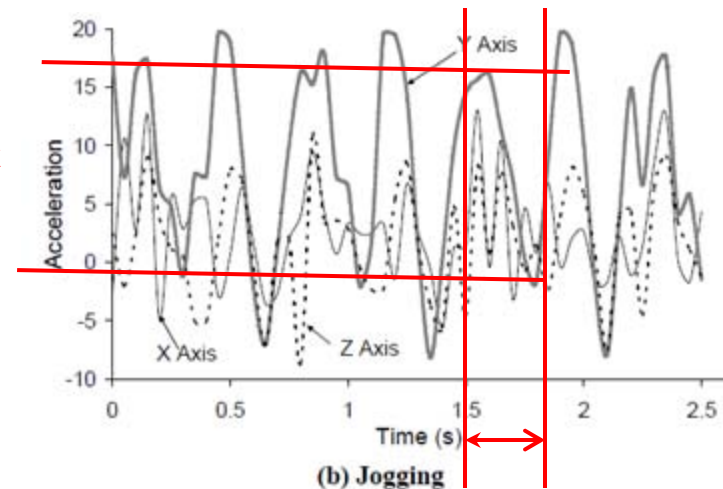 20
Y Axis
15
10
5
0
-5
-10
Acceleration
X Axis
Z Axis
0 0.5 1 1.5 2 2.5
Time (s)
(b) Jogging